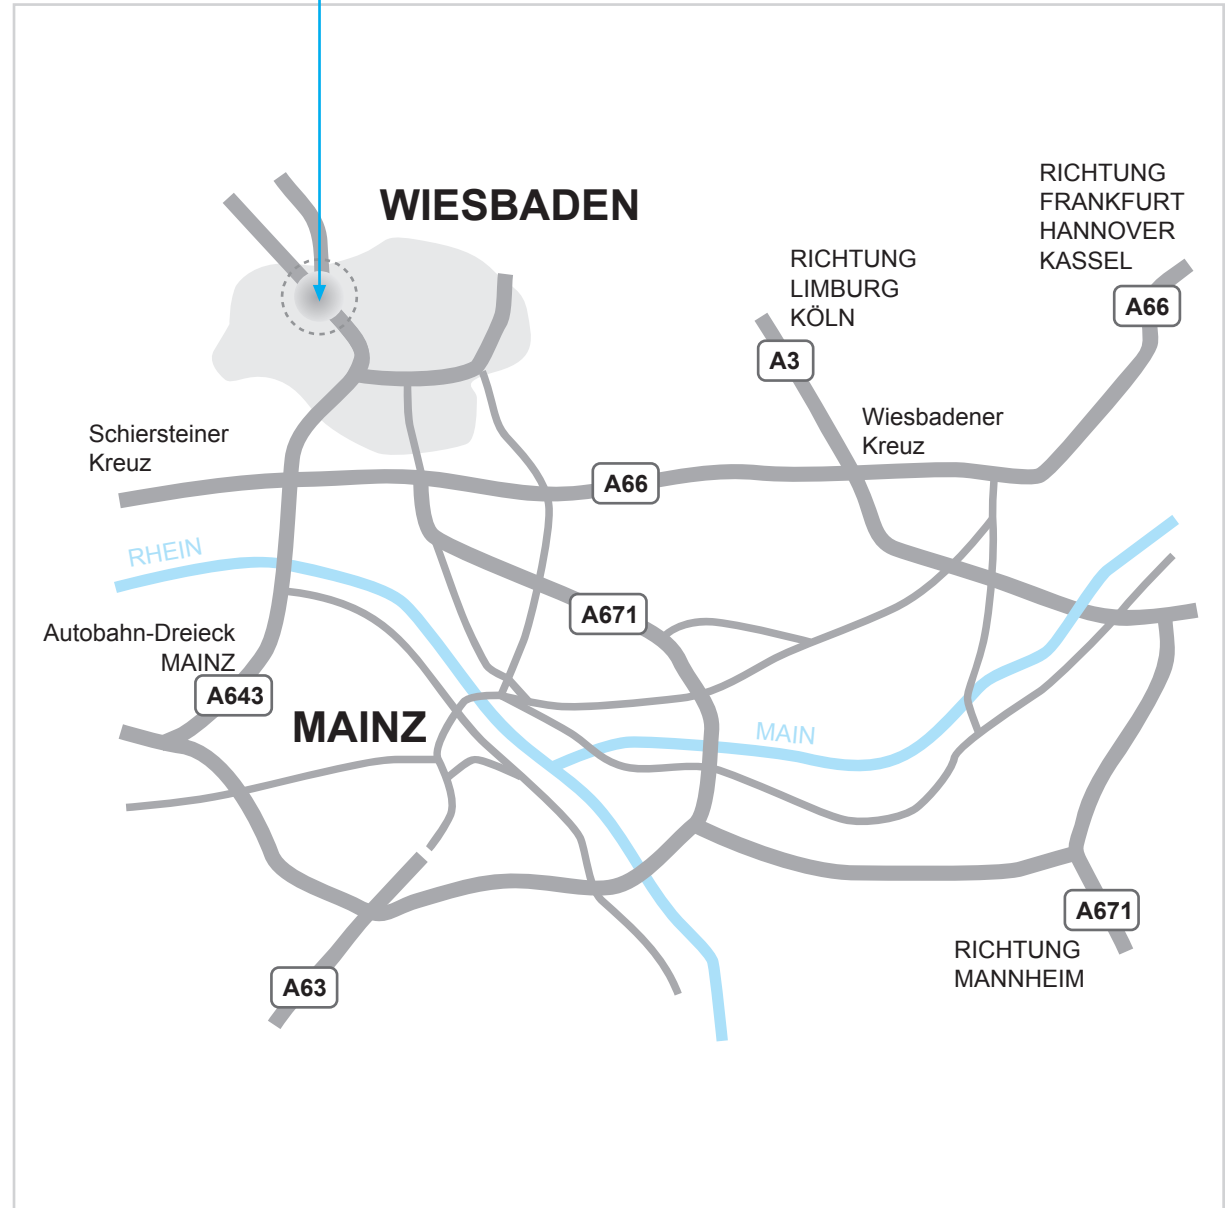 WIESBADEN
RICHTUNG
FRANKFURT
HANNOVER
KASSEL
RICHTUNG
LIMBURG
KÖLN
A66
A3
Wiesbadener
Kreuz
Schiersteiner
Kreuz
A66
RHEIN
A671
Autobahn-Dreieck
MAINZ
A643
MAINZ
MAIN
A671
RICHTUNG
MANNHEIM
A63